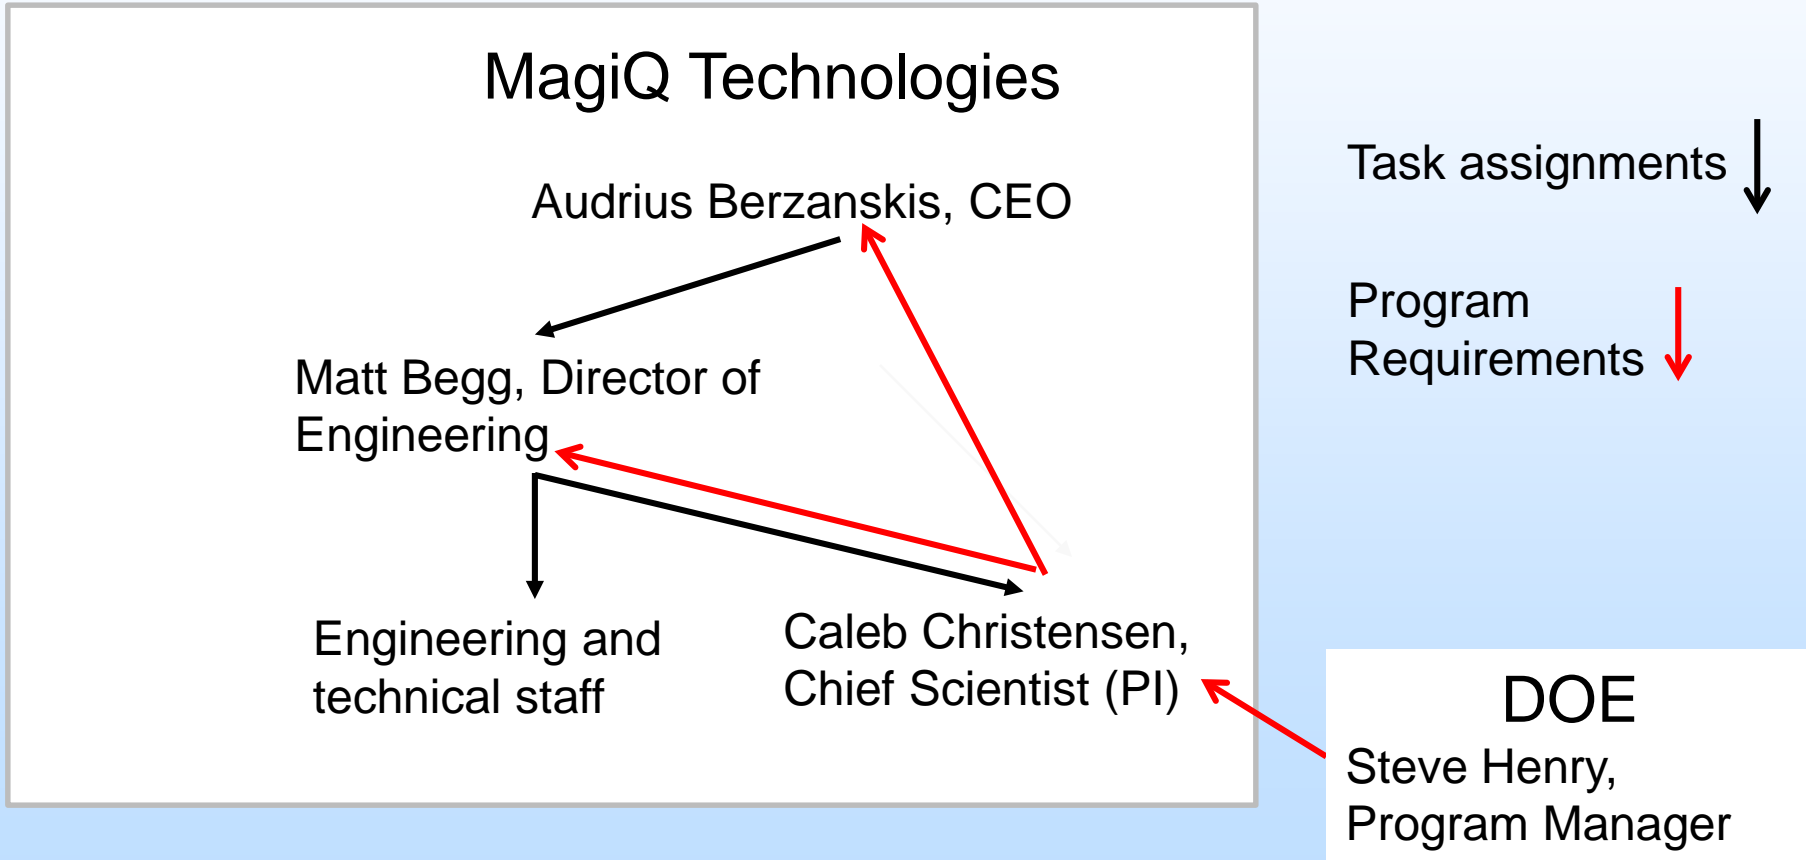 MagiQ Technologies
Audrius Berzanskis, CEO
Matt Begg, Director of
Engineering
Engineering and
technical staff
Caleb Christensen,
Chief Scientist (PI)
Task assignments
Program
Requirements
DOE
Steve Henry,
Program Manager